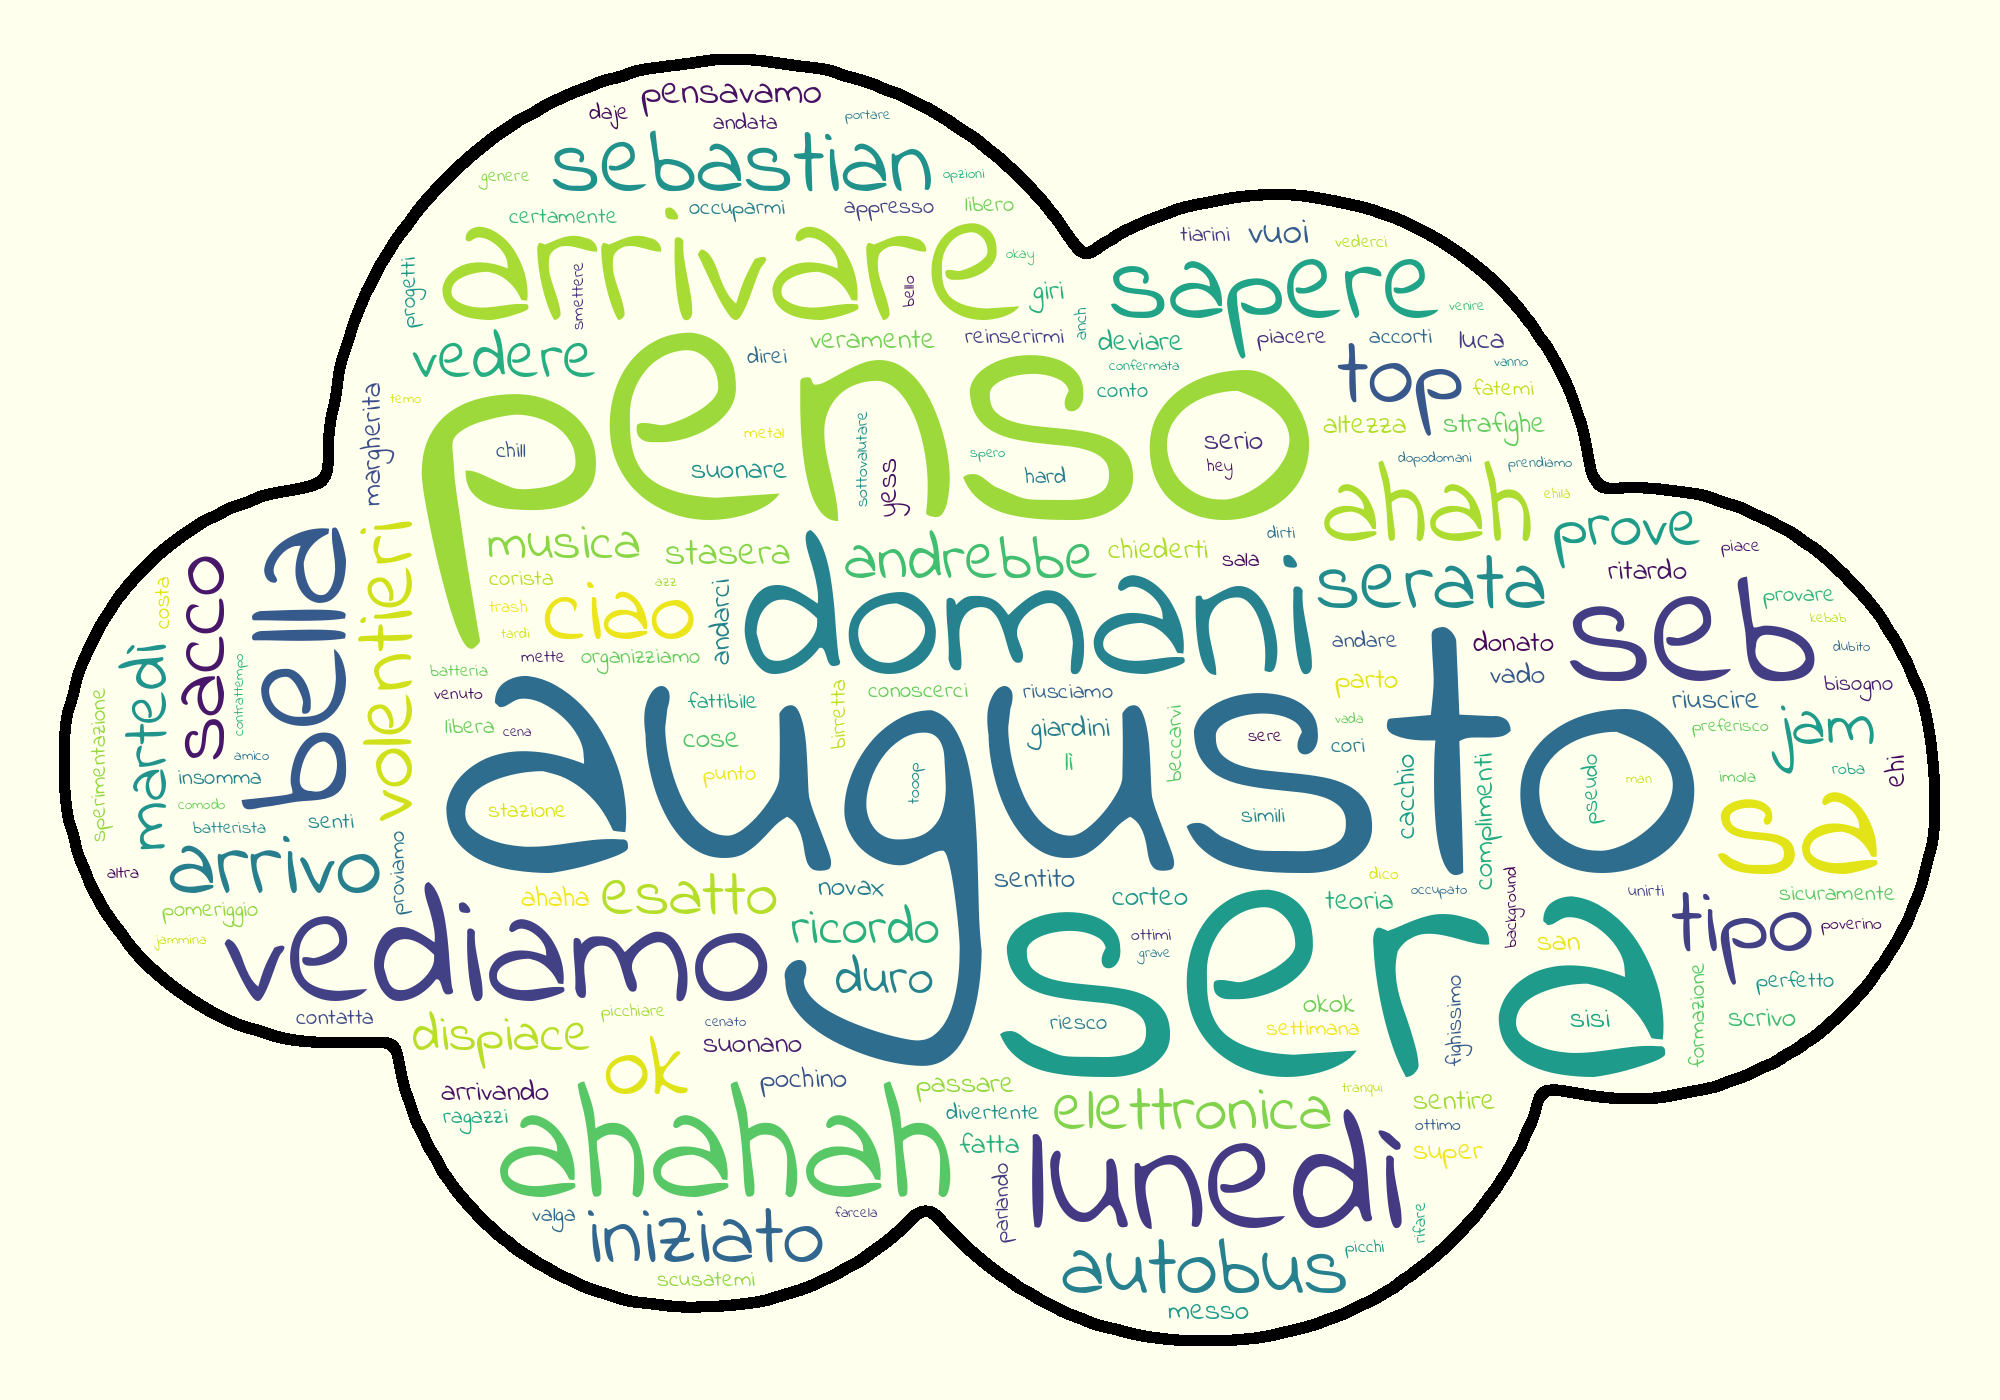 pensavamo
daje
andata
portare
sebastian
genere
opzioni
certamente
occuparmi
appresso
libero
tiarini
vuoi
vederci
arrivare
okay
progetti
smettere
bello
giri
anch
sapere
venire
vedere
direi
veramente
reinserirmi
deviare
piacere
accorti
luca
confermata
vanno
margherita
temo
penso
conto
top
fatemi
altezza
strafighe
chill
metal
suonare
sottovalutare
yess
spero
hard
serio
hey
dopodomani
prendiamo
ahah
ehilà
volentieri
bella
musica
stasera
andrebbe
chiederti
dirti
sala
prove
piace
sacco
costa
corista
azz
trash
ciao
tardi
andarci
domani
serata
ritardo
seb
provare
kebab
dubito
martedì
contrattempo
mette
organizziamo
andare
donato
batteria
venuto
fattibile
biretta
conoscerci
riusciamo
parto
vado
bisogno
riuscire
sperimentazione
libera
cena
cose
giardini
beccarvi
sere
vada
cori
preferisco
jam
amico
insomma
augusto
punto
lì
cacchio
complimenti
roba
ehi
imola
man
pseudo
tooop
stazione
simili
comodo
batterista
senti
proviamo
sa
arrivo
altra
ahaha
esatto
novax
sentito
corteo
dico
occupato
teoria
background
unirti
sicuramente
pomeriggio
jammina
vediamo
ricordo
duro
sera
ottimi
grave
san
tipo
poverino
perfetto
formazione
contatta
dispiace
picchiare
cenato
suonano
riesco
okok
settimana
fighissimo
sisi
scrivo
ok
arrivando
ragazzi
pochino
passare
divertente
elettronica
tranqui
sentire
ottimo
super
ahahah
fatta
parlando
lunedì
valga
iniziato
farcela
picchi
rifare
scusatemi
autobus
messo